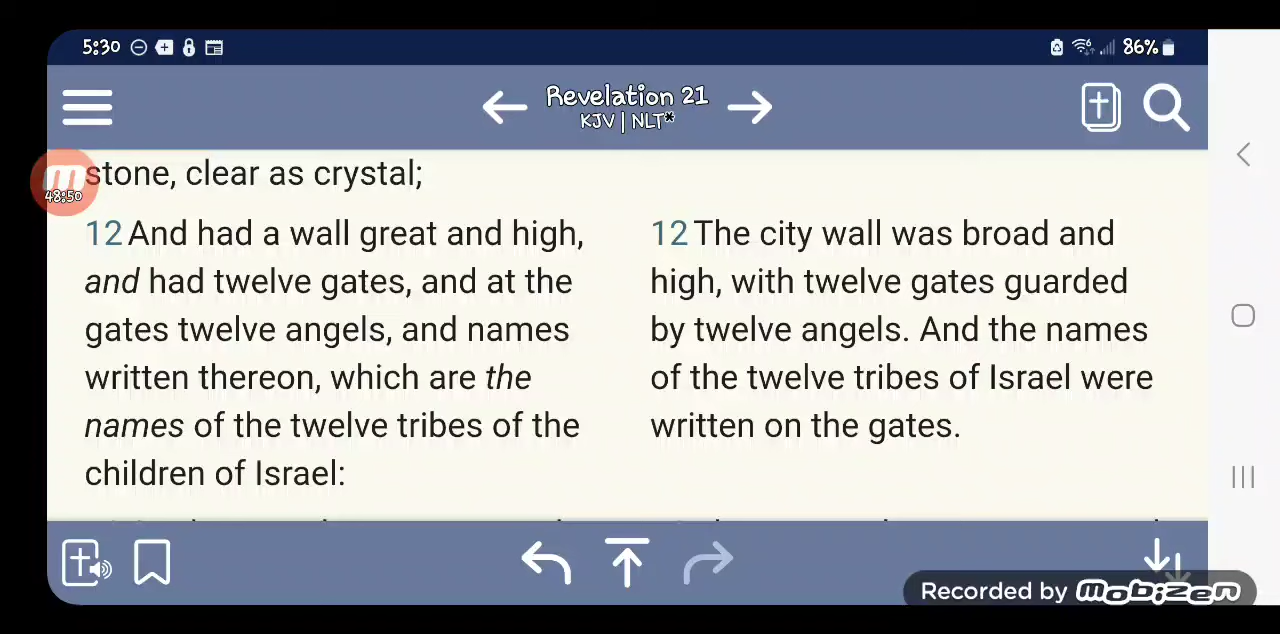 5:30
86%
Revelation 21
KJV | NLT*
stone, clear as crystal;
48:50
12 And had a wall great and high,
and had twelve gates, and at the
gates twelve angels, and names
written thereon, which are the
names of the twelve tribes of the
children of Israel:
12 The city wall was broad and
high, with twelve gates guarded
by twelve angels. And the names
of the twelve tribes of Israel were
written on the gates.
Recorded by mobizen